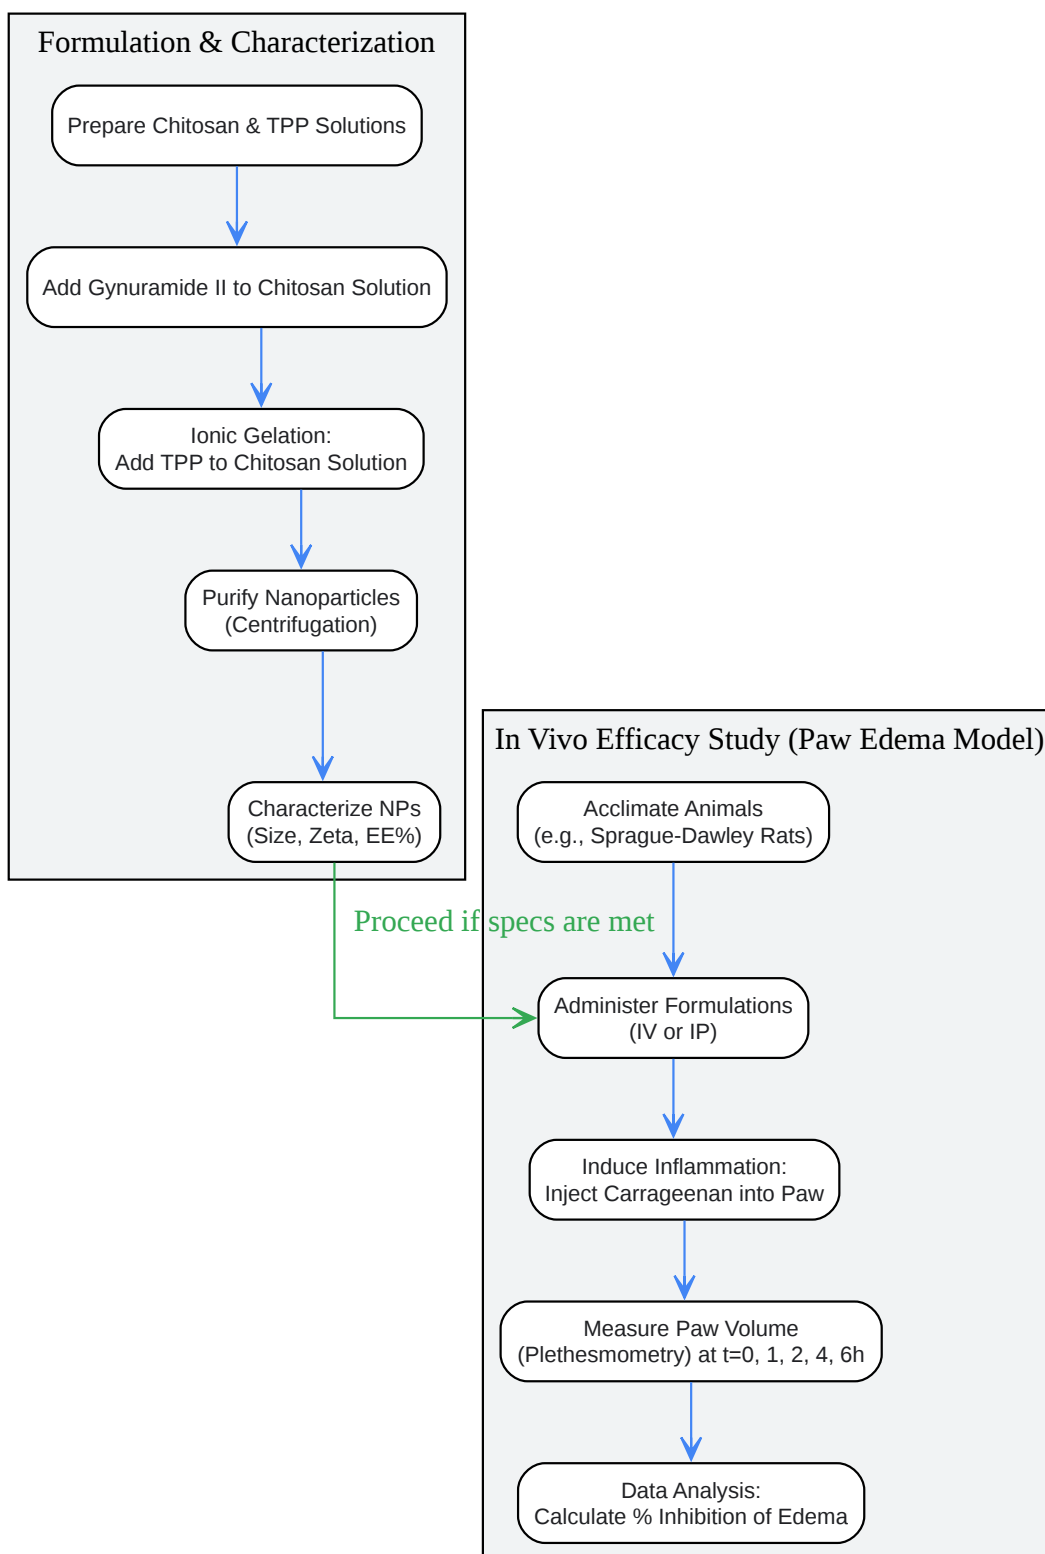 Formulation & Characterization
Prepare Chitosan & TPP Solutions
Add Gynuramide II to Chitosan Solution
Ionic Gelation:
Add TPP to Chitosan Solution
Purify Nanoparticles
(Centrifugation)
Characterize NPs
(Size, Zeta, EE%)
Proceed if specs are met
In Vivo Efficacy Study (Paw Edema Model)
Acclimate Animals
(e.g., Sprague-Dawley Rats)
Administer Formulations
(IV or IP)
Induce Inflammation:
Inject Carrageenan into Paw
Measure Paw Volume
(Plethesmometry) at t=0, 1, 2, 4, 6h
Data Analysis:
Calculate % Inhibition of Edema